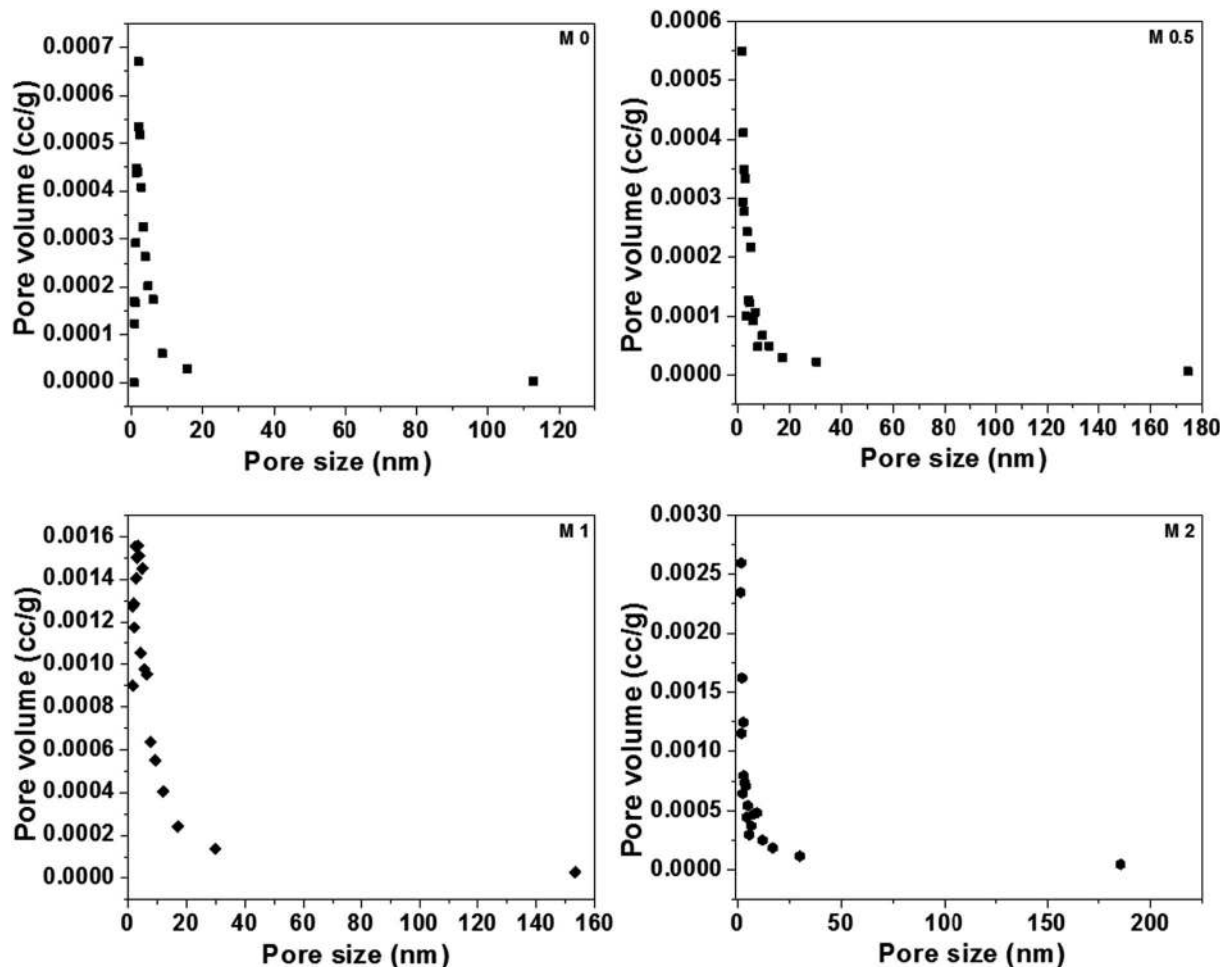 M 0
Pore volume (cc/g)
0.0007
0.0006
0.0005
0.0004
0.0003
0.0002
0.0001
0.0000
0 20 40 60 80 100 120
Pore size (nm)
M 0.5
Pore volume (cc/g)
0.0006
0.0005
0.0004
0.0003
0.0002
0.0001
0.0000
0 20 40 60 80 100 120 140 160 180
Pore size (nm)
M 1
Pore volume (cc/g)
0.0016
0.0014
0.0012
0.0010
0.0008
0.0006
0.0004
0.0002
0.0000
0 20 40 60 80 100 120 140 160
Pore size (nm)
M 2
Pore volume (cc/g)
0.0030
0.0025
0.0020
0.0015
0.0010
0.0005
0.0000
0 50 100 150 200
Pore size (nm)